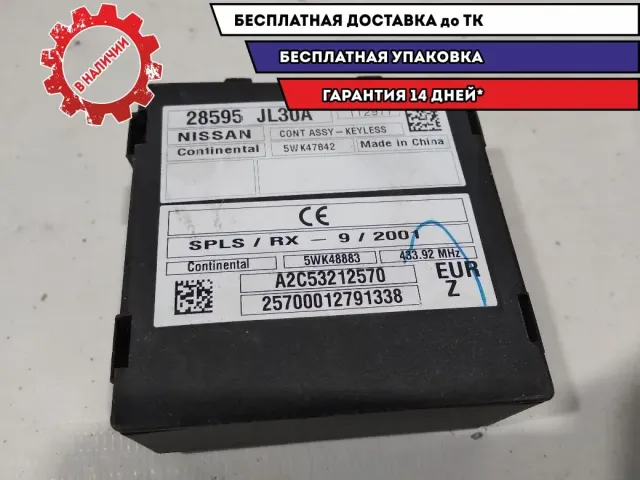 БЕСПЛАТНАЯ ДОСТАВКА до ТК
БЕСПЛАТНАЯ УПАКОВКА
ГАРАНТИЯ 14 ДНЕЙ*
В НАЛИЧИИ
28595 JL30A
NISSAN CONT ASSY-KEYLESS
Continental 5WK47842 Made in China
CE
SPLS / RX - 9 / 2001
Continental 5WK48883 433.92 MHz
A2C53212570 EUR
25700012791338 Z